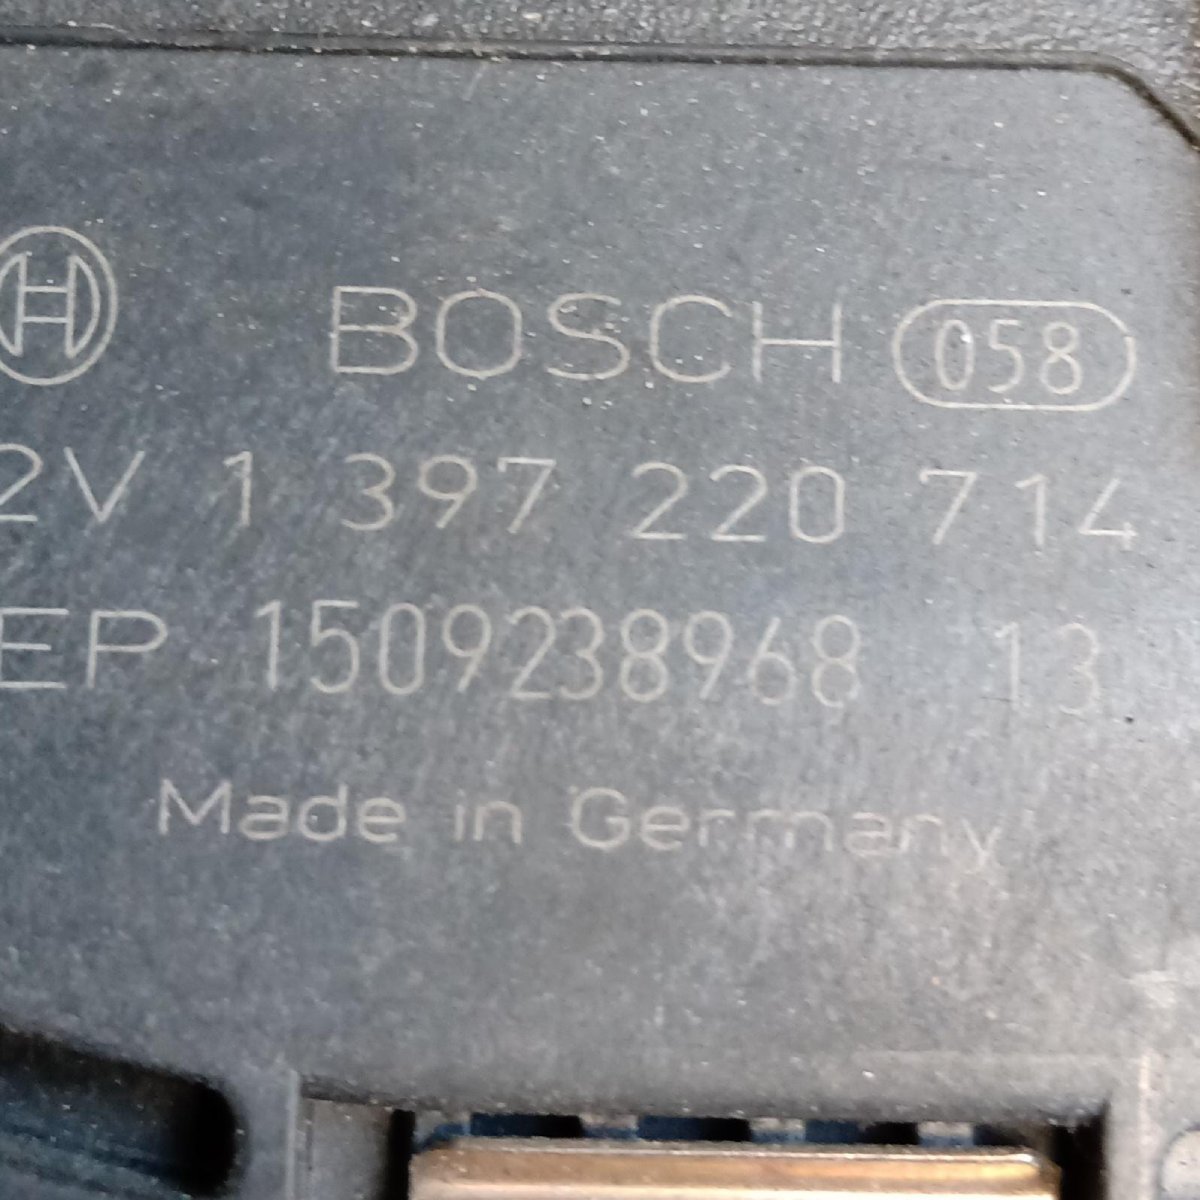 BOSCH 058
2V 1 397 220 714
EP 1509238968 13
Made in Germany